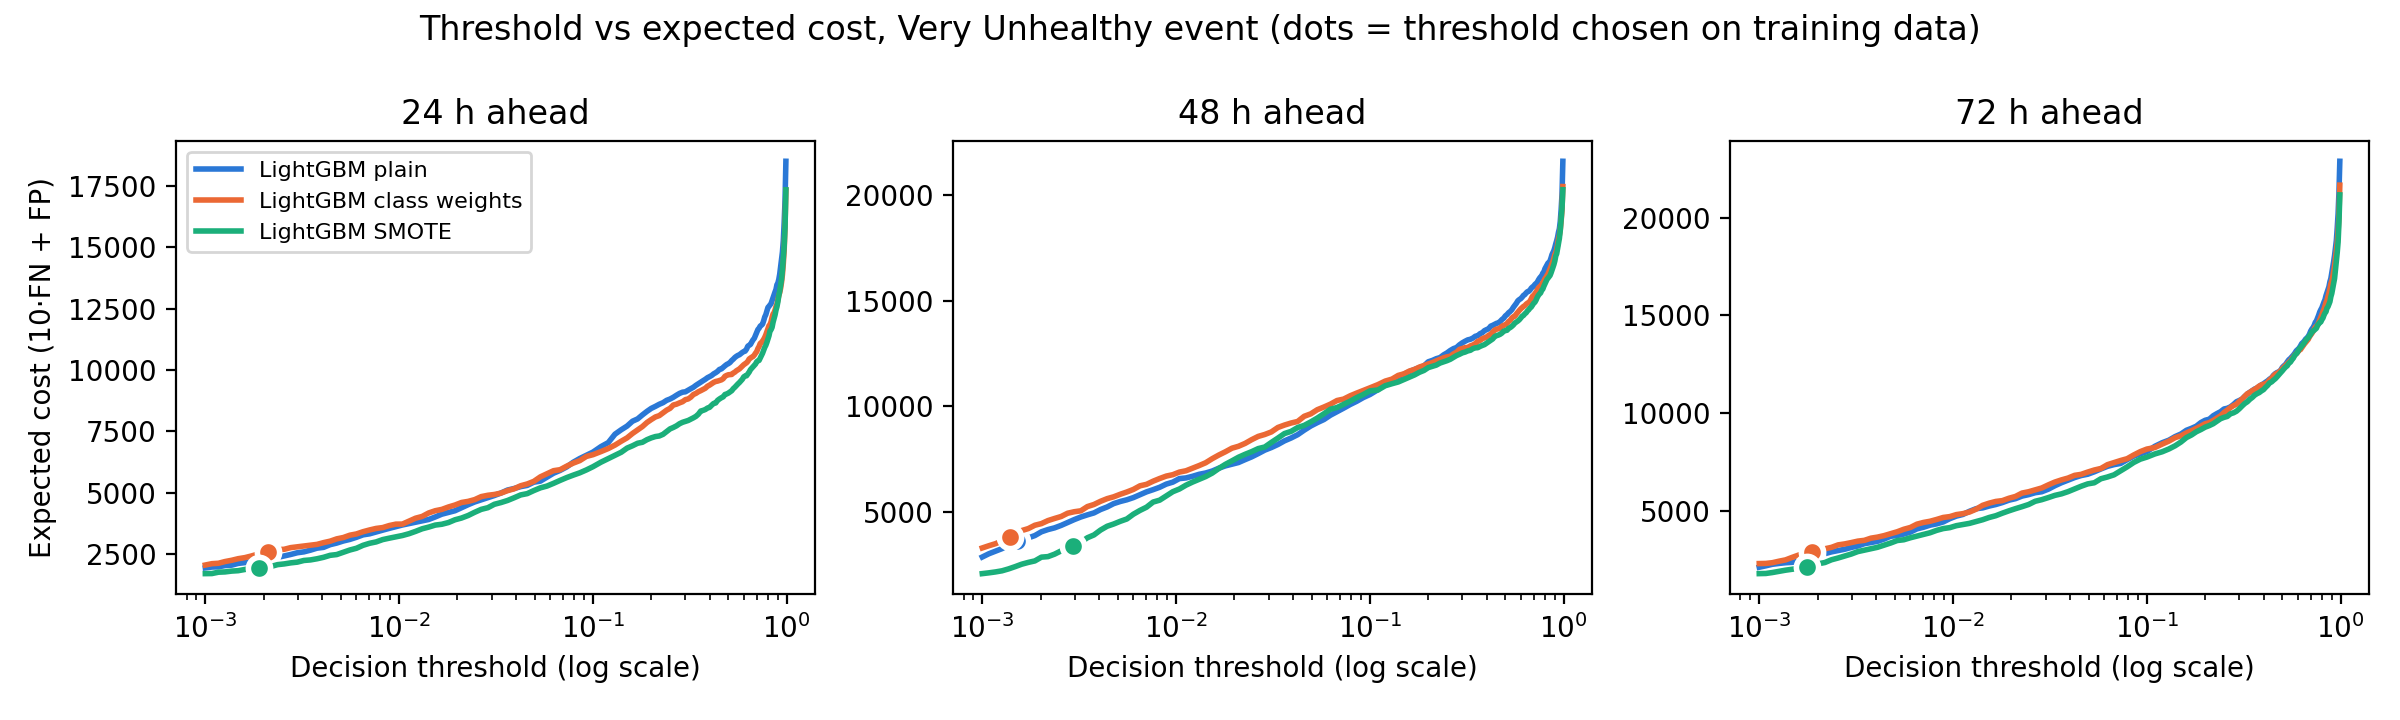 Threshold vs expected cost, Very Unhealthy event (dots = threshold chosen on training data)
24 h ahead
Expected cost (10·FN + FP)
17500
15000
12500
10000
7500
5000
2500
LightGBM plain
LightGBM class weights
LightGBM SMOTE
10⁻³ 10⁻² 10⁻¹ 10⁰
Decision threshold (log scale)
48 h ahead
20000
15000
10000
5000
10⁻³ 10⁻² 10⁻¹ 10⁰
Decision threshold (log scale)
72 h ahead
20000
15000
10000
5000
10⁻³ 10⁻² 10⁻¹ 10⁰
Decision threshold (log scale)